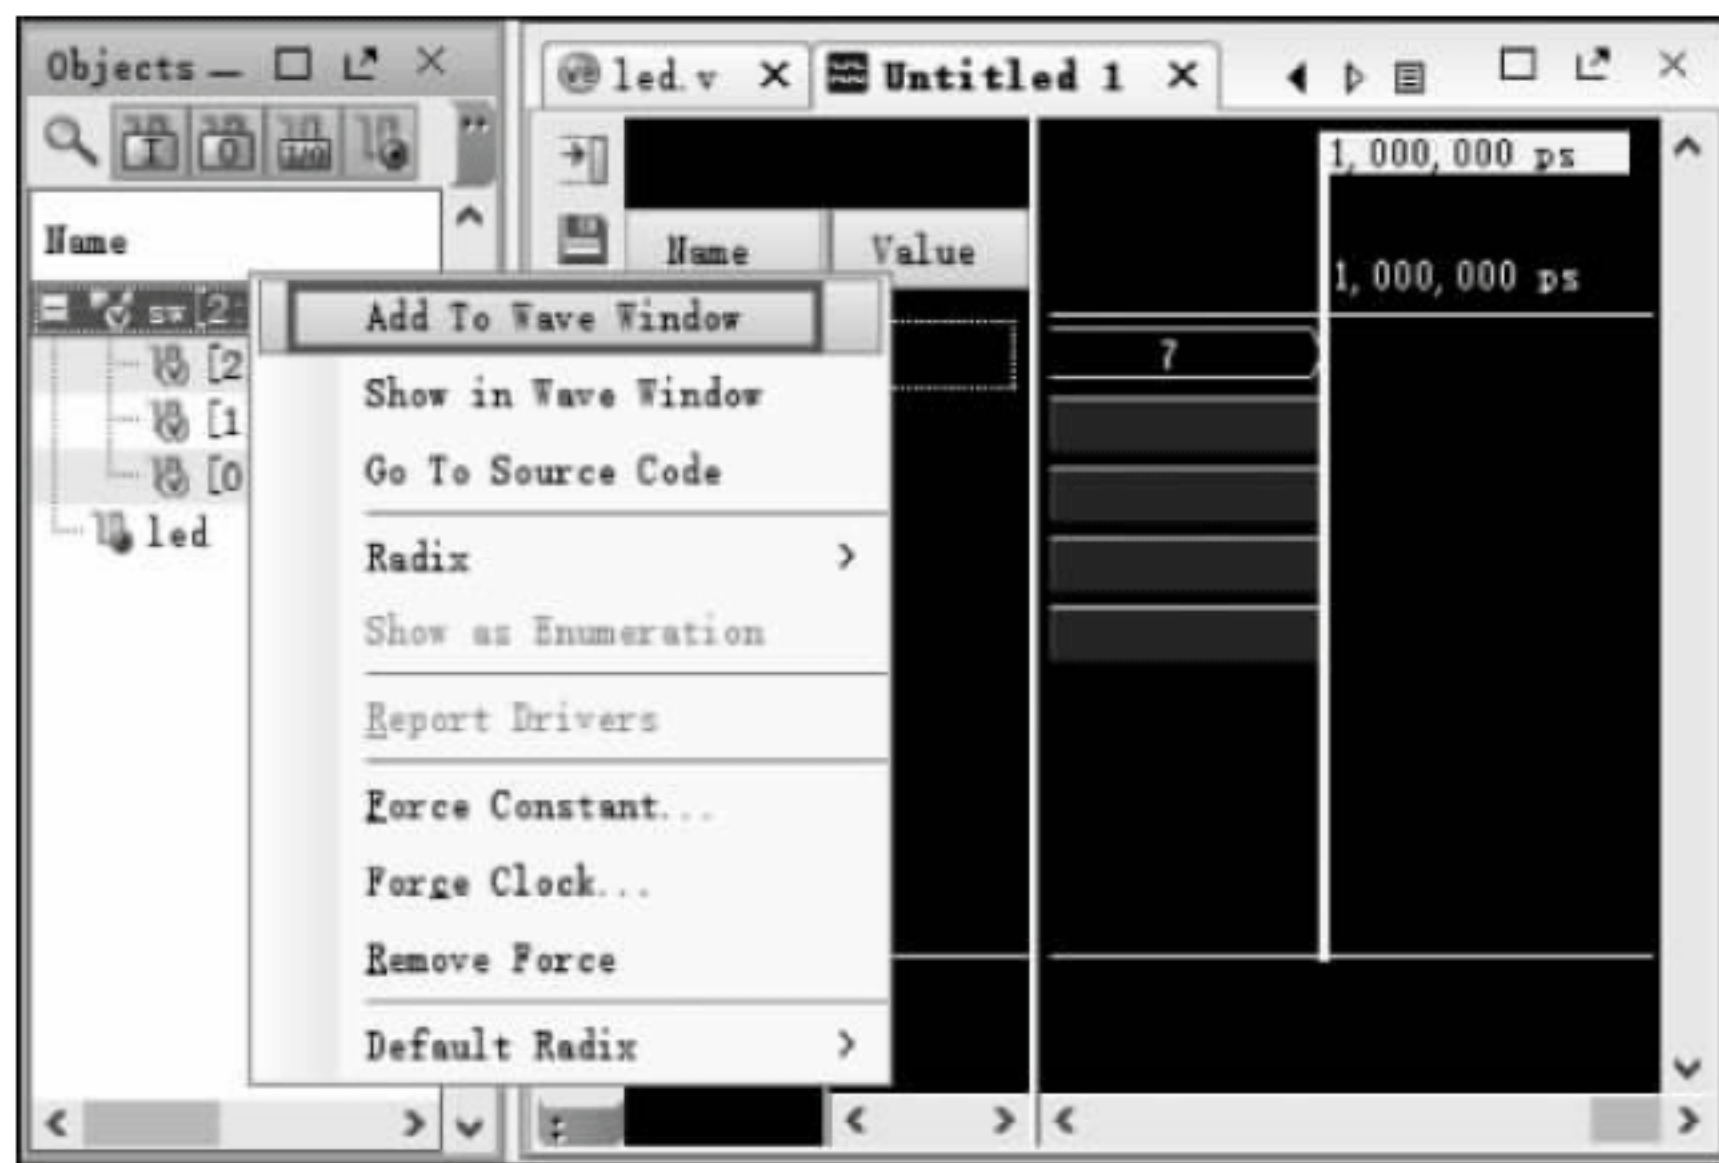 Objects
led.v
Untitled 1
I
O
I/O
1,000,000 ps
Name
Name
Value
1,000,000 ps
sw[2:
[2
[1
[0
led
Add To Wave Window
Show in Wave Window
Go To Source Code
Radix
Show as Enumeration
Report Drivers
Force Constant...
Force Clock...
Remove Force
Default Radix
7